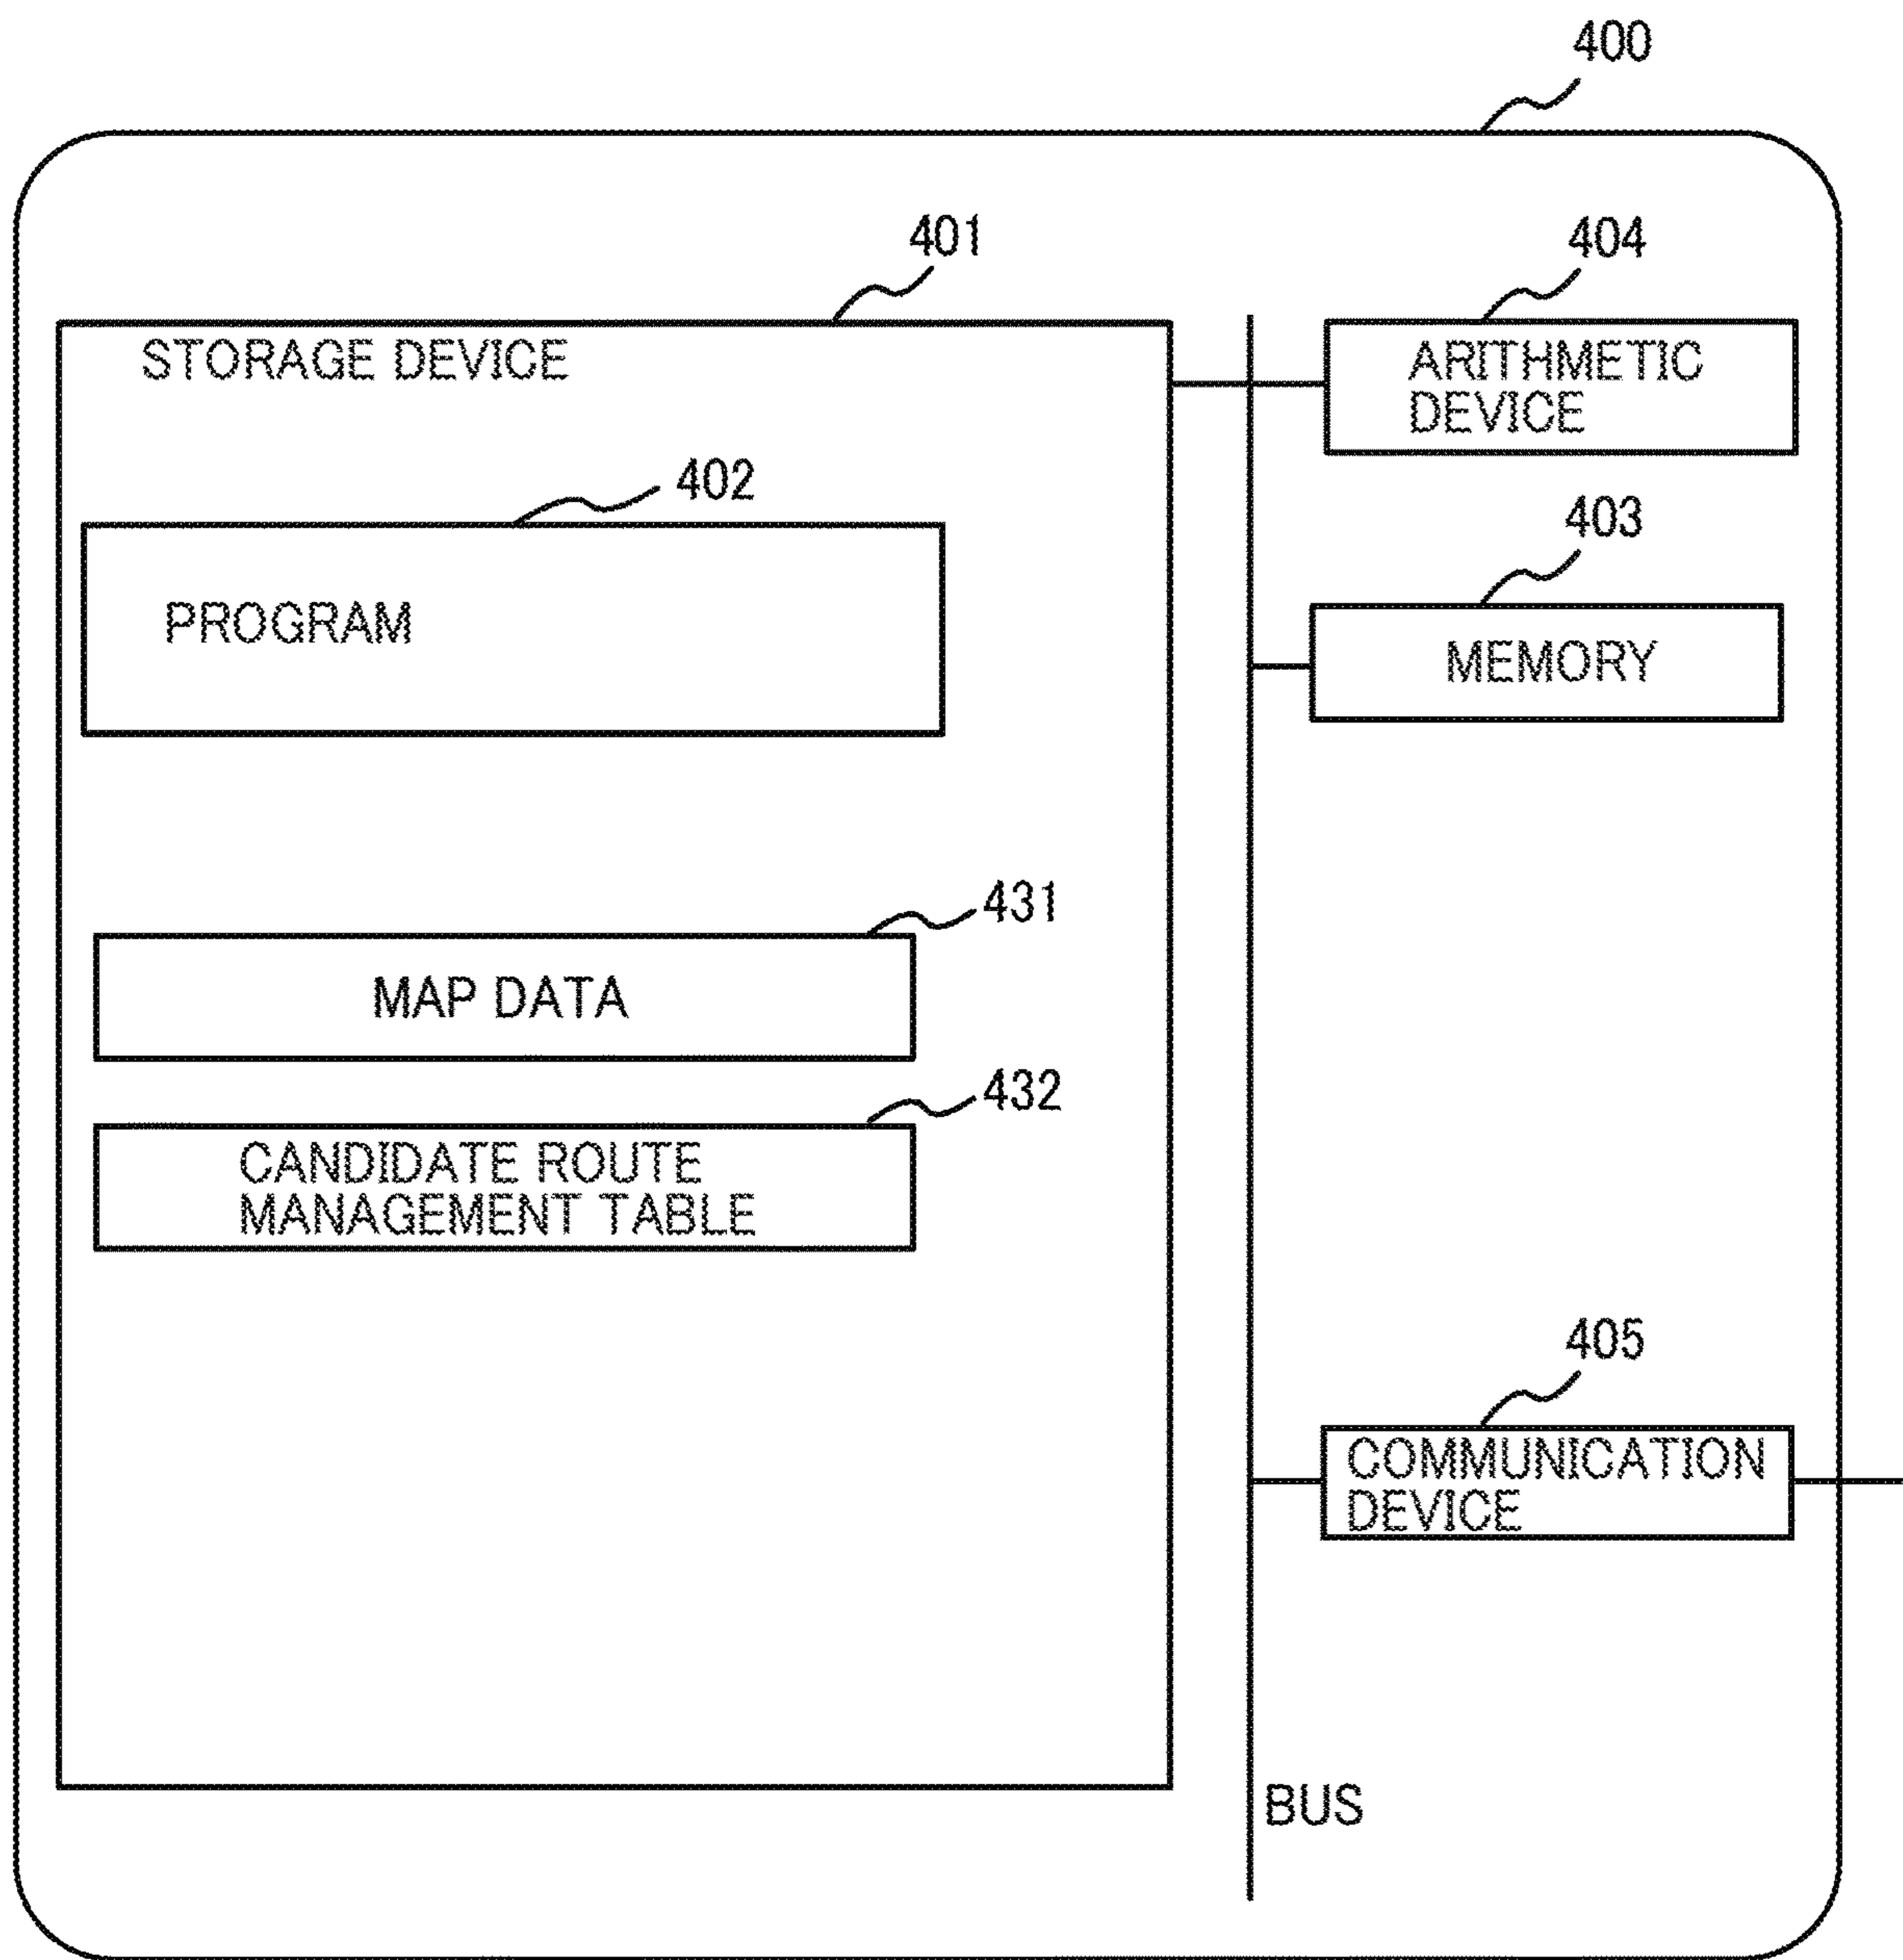 400
401
404
STORAGE DEVICE
ARITHMETIC
DEVICE
402
403
PROGRAM
MEMORY
431
MAP DATA
432
CANDIDATE ROUTE
MANAGEMENT TABLE
405
COMMUNICATION
DEVICE
BUS